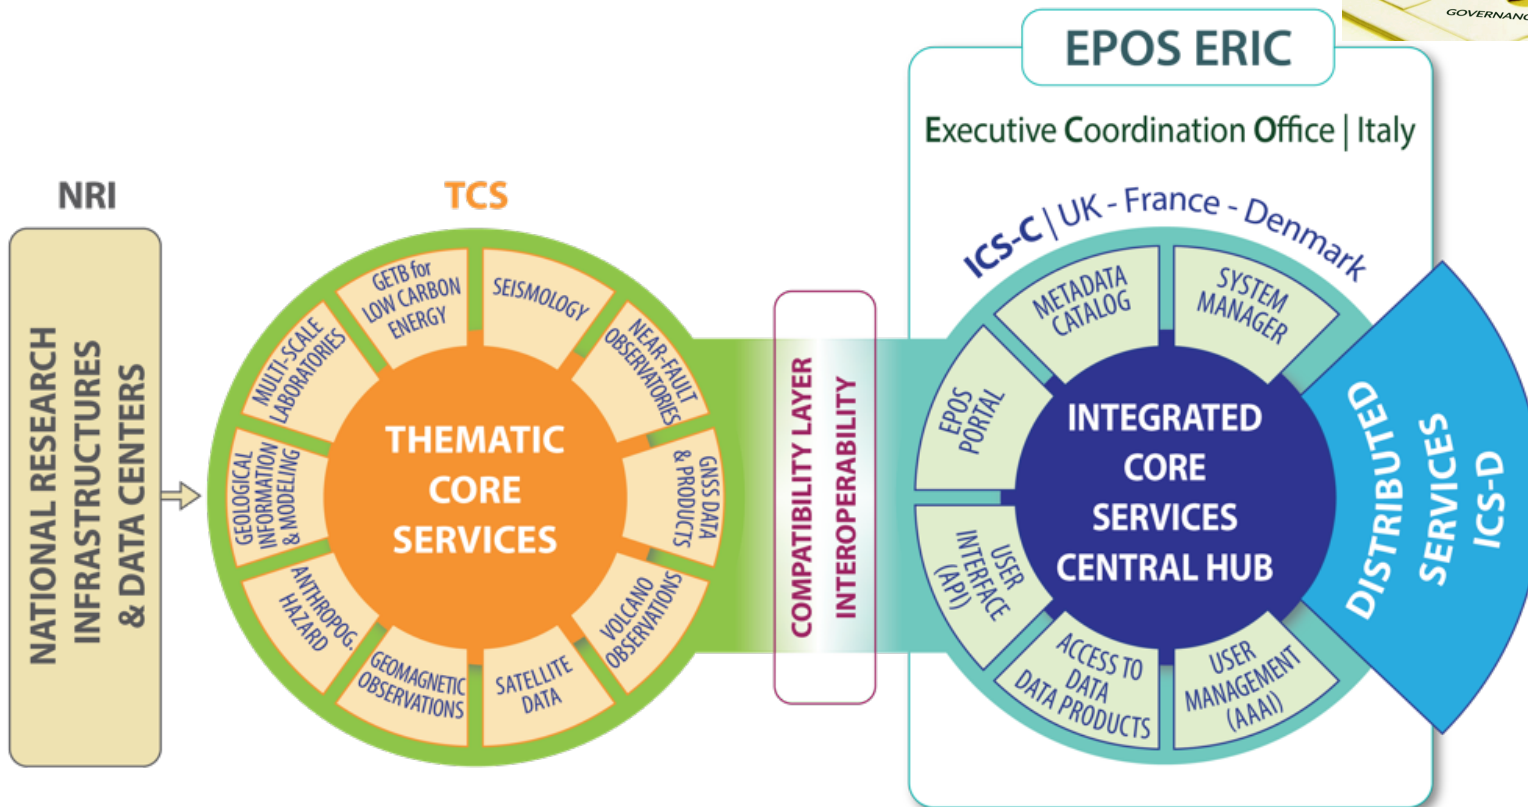 GOVERNANC
EPOS ERIC
Executive Coordination Office | Italy
NRI
NATIONAL RESEARCH
INFRASTRUCTURES
& DATA CENTERS
TCS
GETB for
LOW CARBON
ENERGY
SEISMOLOGY
NEAR-FAULT
OBSERVATORIES
GNSS DATA
& PRODUCTS
VOLCANO
OBSERVATIONS
SATELLITE
DATA
GEOMAGNETIC
OBSERVATIONS
ANTHROPOG.
HAZARD
GEOLOGICAL
INFORMATION
& MODELING
MULTI-SCALE
LABORATORIES
THEMATIC
CORE
SERVICES
COMPATIBILITY LAYER
INTEROPERABILITY
ICS-C | UK - France - Denmark
METADATA
CATALOG
SYSTEM
MANAGER
EPOS
PORTAL
USER
INTERFACE
(API)
ACCESS TO
DATA
DATA PRODUCTS
USER
MANAGEMENT
(AAAI)
INTEGRATED
CORE
SERVICES
CENTRAL HUB
DISTRIBUTED
SERVICES
ICS-D